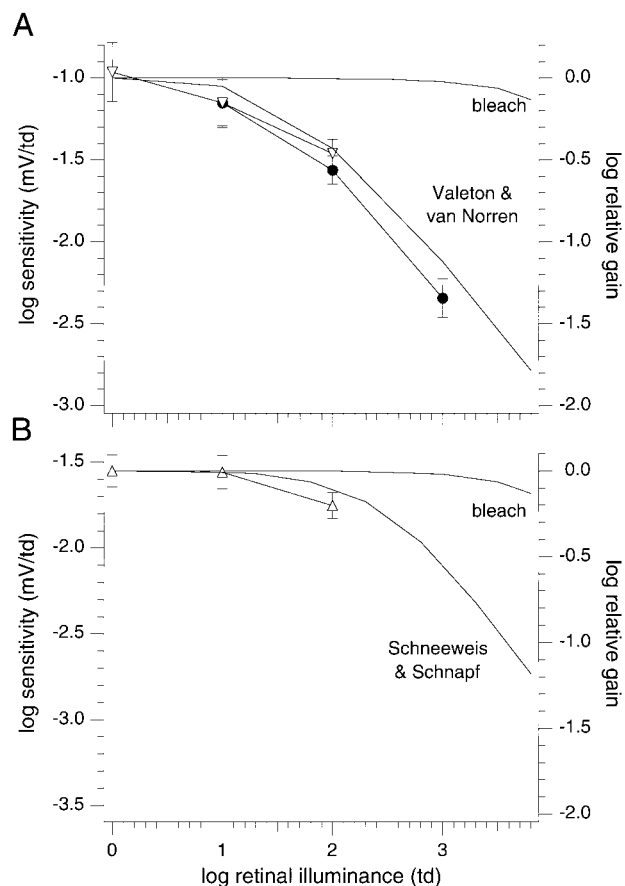 A
-1.0
-1.5
-2.0
-2.5
-3.0
log sensitivity (mV/td)
0.0
-0.5
-1.0
-1.5
-2.0
log relative gain
bleach
Valeton &
van Norren
B
-1.5
-2.0
-2.5
-3.0
-3.5
log sensitivity (mV/td)
0.0
-0.5
-1.0
-1.5
-2.0
log relative gain
bleach
Schneeweis
& Schnapf
0 1 2 3
log retinal illuminance (td)